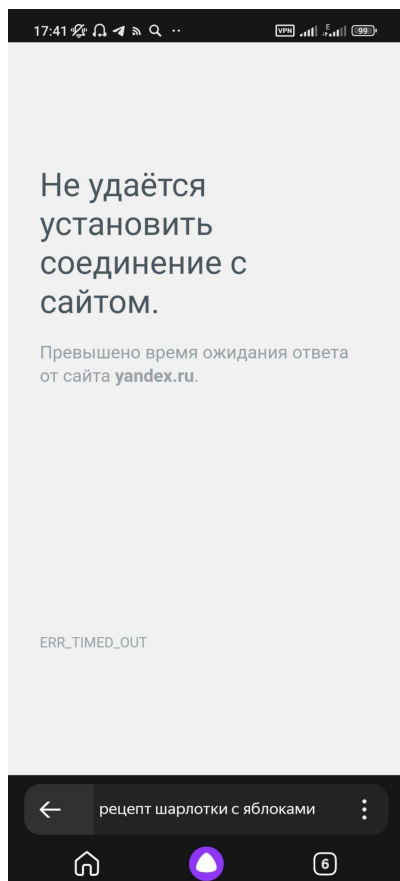 17:41
VPN
E
99
Не удаётся
установить
соединение с
сайтом.
Превышено время ожидания ответа
от сайта yandex.ru.
ERR_TIMED_OUT
рецепт шарлотки с яблоками
6